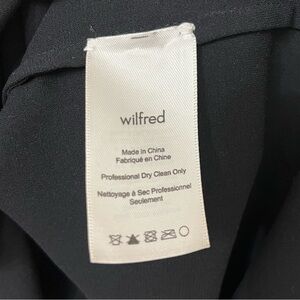 wilfred
Made in China
Fabriqué en Chine
Professional Dry Clean Only
Nettoyage à Sec Professionnel
Seulement